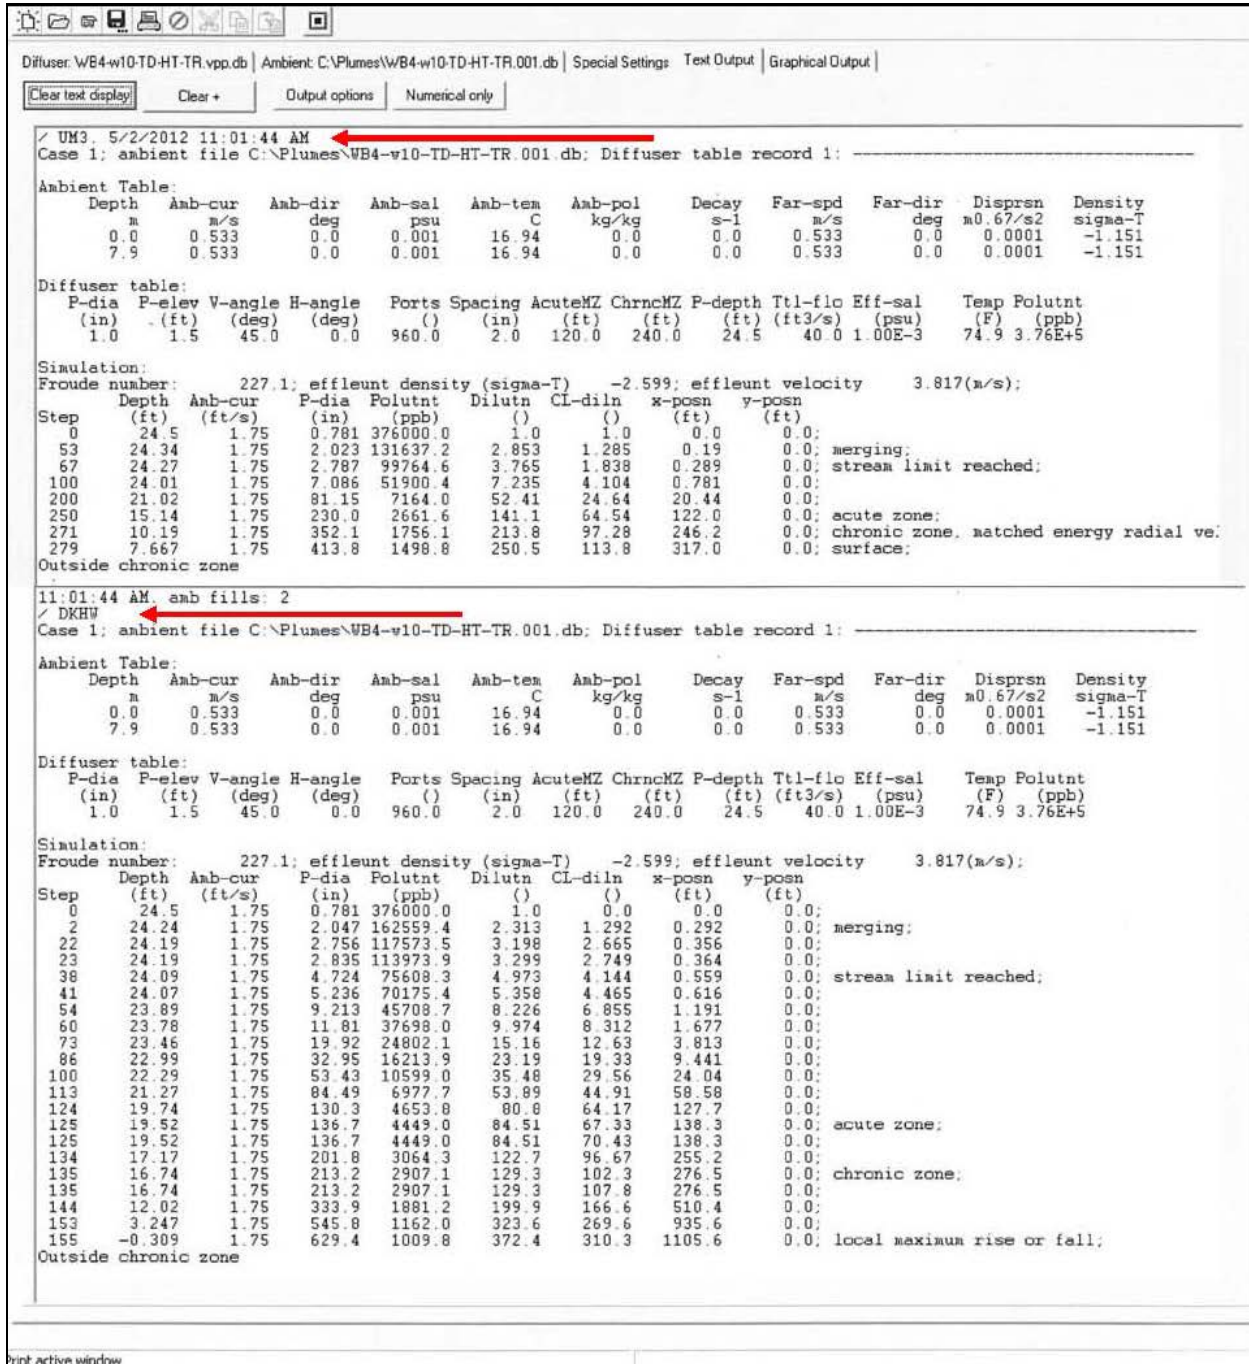 Diffuser: WB4-w10-TD-HT-TR.vpp.db | Ambient: C:\Plumes\WB4-w10-TD-HT-TR.001.db | Special Settings Text Output | Graphical Output |
Clear text display Clear + Output options Numerical only
/ UM3. 5/2/2012 11:01:44 AM
Case 1; ambient file C:\Plumes\WB4-w10-TD-HT-TR.001.db; Diffuser table record 1: ----------------------------------
Ambient Table:
Depth Amb-cur Amb-dir Amb-sal Amb-tem Amb-pol Decay Far-spd Far-dir Disprsn Density
m m/s deg psu C kg/kg s-1 m/s deg m0.67/s2 sigma-T
0.0 0.533 0.0 0.001 16.94 0.0 0.0 0.533 0.0 0.0001 -1.151
7.9 0.533 0.0 0.001 16.94 0.0 0.0 0.533 0.0 0.0001 -1.151
Diffuser table:
P-dia P-elev V-angle H-angle Ports Spacing AcuteMZ ChrncMZ P-depth Ttl-flo Eff-sal Temp Polutnt
(in) (ft) (deg) (deg) () (in) (ft) (ft) (ft) (ft3/s) (psu) (F) (ppb)
1.0 1.5 45.0 0.0 960.0 2.0 120.0 240.0 24.5 40.0 1.00E-3 74.9 3.76E+5
Simulation:
Froude number: 227.1; effleunt density (sigma-T) -2.599; effleunt velocity 3.817(m/s);
Depth Amb-cur P-dia Polutnt Dilutn CL-diln x-posn y-posn
Step (ft) (ft/s) (in) (ppb) () () (ft) (ft)
0 24.5 1.75 0.781 376000.0 1.0 1.0 0.0 0.0;
53 24.34 1.75 2.023 131637.2 2.853 1.285 0.19 0.0; merging;
67 24.27 1.75 2.787 99764.6 3.765 1.838 0.289 0.0; stream limit reached;
100 24.01 1.75 7.086 51900.4 7.235 4.104 0.781 0.0;
200 21.02 1.75 81.15 7164.0 52.41 24.64 20.44 0.0;
250 15.14 1.75 230.0 2661.6 141.1 64.54 122.0 0.0; acute zone;
271 10.19 1.75 352.1 1756.1 213.8 97.28 246.2 0.0; chronic zone, matched energy radial ve
279 7.667 1.75 413.8 1498.8 250.5 113.8 317.0 0.0; surface;
Outside chronic zone
11:01:44 AM. amb fills: 2
/ DKHW
Case 1; ambient file C:\Plumes\WB4-w10-TD-HT-TR.001.db; Diffuser table record 1: ----------------------------------
Ambient Table:
Depth Amb-cur Amb-dir Amb-sal Amb-tem Amb-pol Decay Far-spd Far-dir Disprsn Density
m m/s deg psu C kg/kg s-1 m/s deg m0.67/s2 sigma-T
0.0 0.533 0.0 0.001 16.94 0.0 0.0 0.533 0.0 0.0001 -1.151
7.9 0.533 0.0 0.001 16.94 0.0 0.0 0.533 0.0 0.0001 -1.151
Diffuser table:
P-dia P-elev V-angle H-angle Ports Spacing AcuteMZ ChrncMZ P-depth Ttl-flo Eff-sal Temp Polutnt
(in) (ft) (deg) (deg) () (in) (ft) (ft) (ft) (ft3/s) (psu) (F) (ppb)
1.0 1.5 45.0 0.0 960.0 2.0 120.0 240.0 24.5 40.0 1.00E-3 74.9 3.76E+5
Simulation:
Froude number: 227.1; effleunt density (sigma-T) -2.599; effleunt velocity 3.817(m/s);
Depth Amb-cur P-dia Polutnt Dilutn CL-diln x-posn y-posn
Step (ft) (ft/s) (in) (ppb) () () (ft) (ft)
0 24.5 1.75 0.781 376000.0 1.0 0.0 0.0 0.0;
2 24.24 1.75 2.047 162559.4 2.313 1.292 0.292 0.0; merging;
22 24.19 1.75 2.756 117573.5 3.198 2.665 0.356 0.0;
23 24.19 1.75 2.835 113973.9 3.299 2.749 0.364 0.0;
38 24.09 1.75 4.724 75608.3 4.973 4.144 0.559 0.0; stream limit reached;
41 24.07 1.75 5.236 70175.4 5.358 4.465 0.616 0.0;
54 23.89 1.75 9.213 45708.7 8.226 6.855 1.191 0.0;
60 23.78 1.75 11.81 37698.0 9.974 8.312 1.677 0.0;
73 23.46 1.75 19.92 24802.1 15.16 12.63 3.813 0.0;
86 22.99 1.75 32.95 16213.9 23.19 19.33 9.441 0.0;
100 22.29 1.75 53.43 10599.0 35.48 29.56 24.04 0.0;
113 21.27 1.75 84.49 6977.7 53.89 44.91 58.58 0.0;
124 19.74 1.75 130.3 4653.8 80.8 64.17 127.7 0.0;
125 19.52 1.75 136.7 4449.0 84.51 67.33 138.3 0.0; acute zone;
125 19.52 1.75 136.7 4449.0 84.51 70.43 138.3 0.0;
134 17.17 1.75 201.8 3064.3 122.7 96.67 255.2 0.0;
135 16.74 1.75 213.2 2907.1 129.3 102.3 276.5 0.0; chronic zone;
135 16.74 1.75 213.2 2907.1 129.3 107.8 276.5 0.0;
144 12.02 1.75 333.9 1881.2 199.9 166.6 510.4 0.0;
153 3.247 1.75 545.8 1162.0 323.6 269.6 935.6 0.0;
155 -0.309 1.75 629.4 1009.8 372.4 310.3 1105.6 0.0; local maximum rise or fall;
Outside chronic zone
Print active window